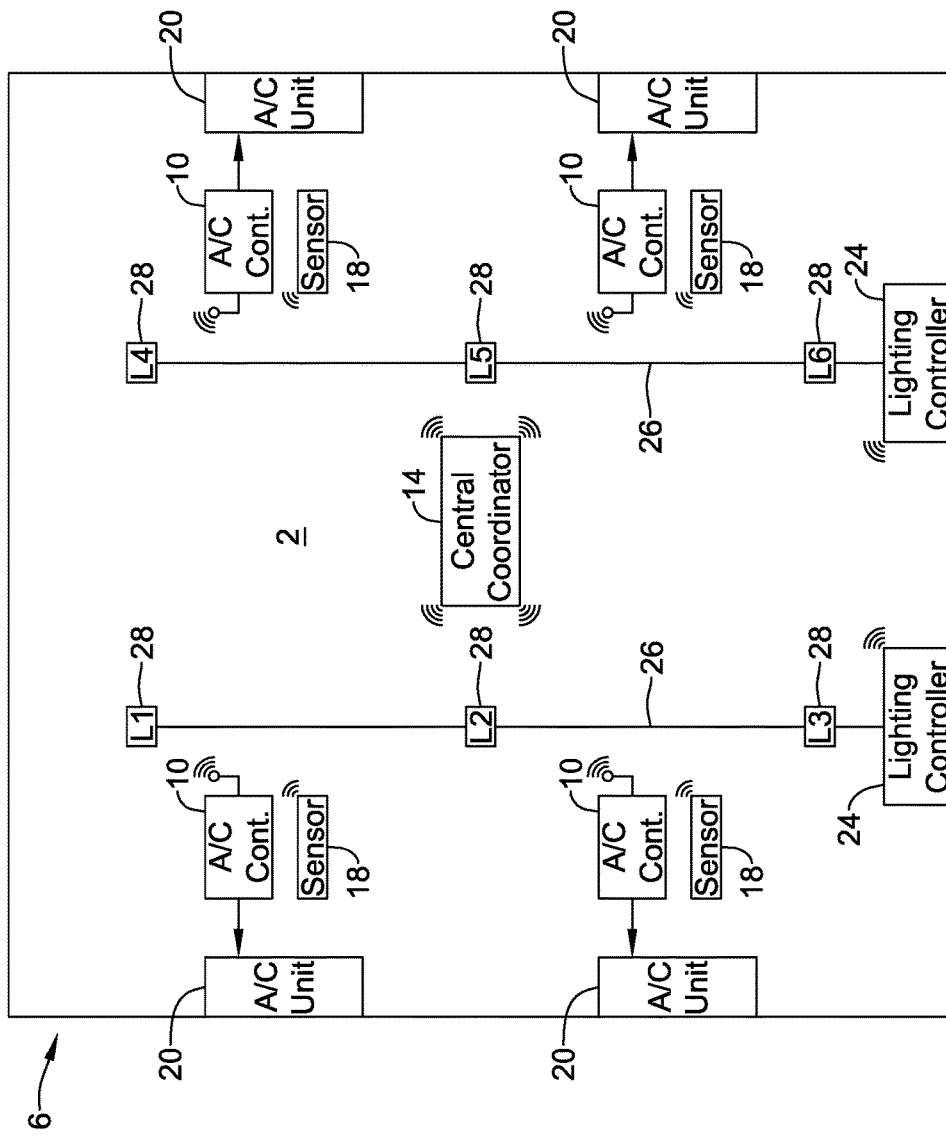 6
L1
28
L4
28
20
10
10
20
A/C
Cont.
A/C
Cont.
A/C
Unit
A/C
Unit
2
Sensor
Sensor
18
18
14
Central
Coordinator
L2
28
L5
28
20
10
10
20
A/C
Cont.
A/C
Cont.
A/C
Unit
A/C
Unit
26
26
Sensor
Sensor
18
18
L3
28
L6
28
24
24
Lighting
Controller
Lighting
Controller